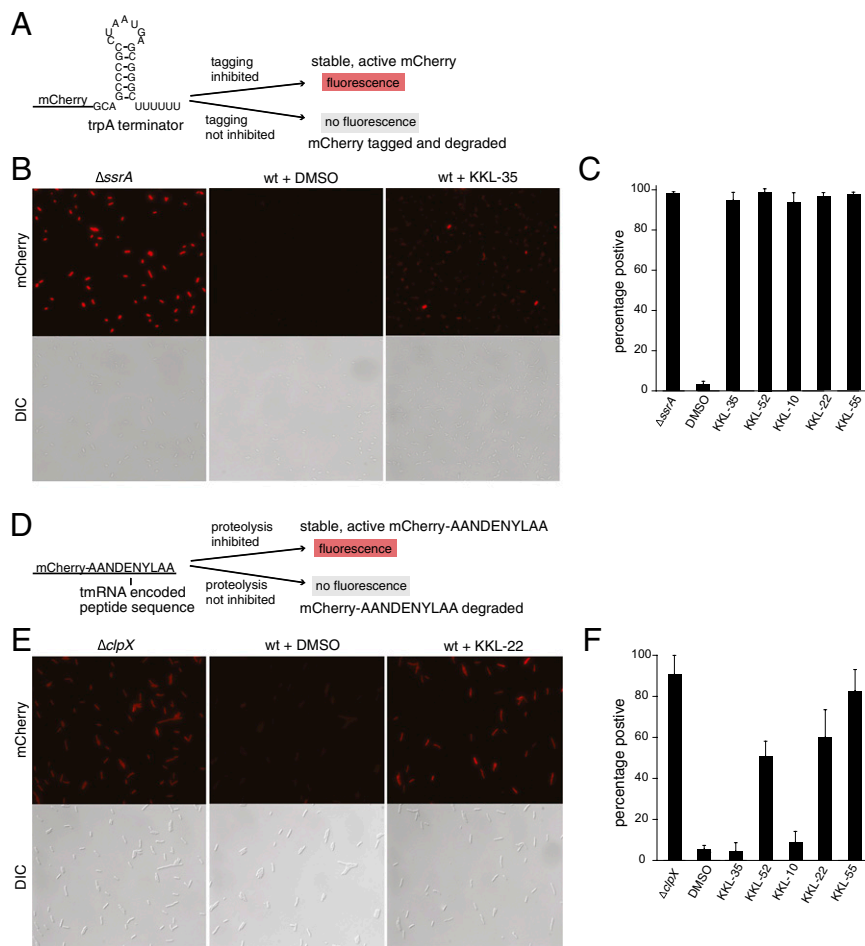 A
A A
U U
C G
A
C G
G C
C G
C G
C G
G C
mCherry
GCA UUUUUU
trpA terminator
tagging
inhibited
tagging
not inhibited
stable, active mCherry
fluorescence
no fluorescence
mCherry tagged and degraded
B
ΔssrA
wt + DMSO
wt + KKL-35
mCherry
DIC
C
percentage postive
100
80
60
40
20
0
ΔssrA
DMSO
KKL-35
KKL-52
KKL-10
KKL-22
KKL-55
D
mCherry-AANDENYLAA
tmRNA encoded
peptide sequence
proteolysis
inhibited
proteolysis
not inhibited
stable, active mCherry-AANDENYLAA
fluorescence
no fluorescence
mCherry-AANDENYLAA degraded
E
ΔclpX
wt + DMSO
wt + KKL-22
mCherry
DIC
F
percentage postive
100
80
60
40
20
0
ΔclpX
DMSO
KKL-35
KKL-52
KKL-10
KKL-22
KKL-55